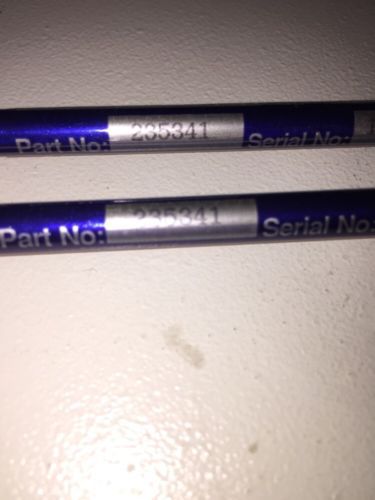 Part No: 235341 Serial No:
Part No: 235341 Serial No.